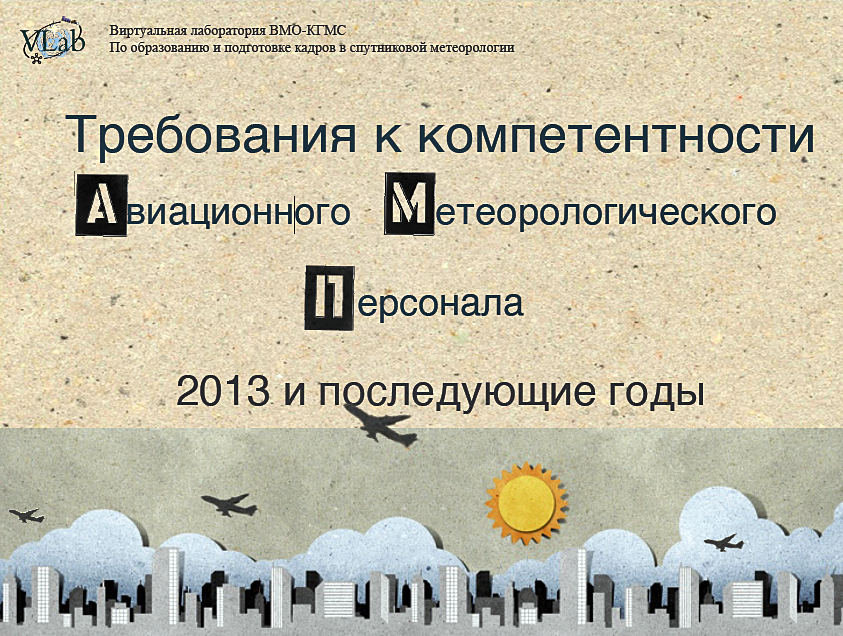 VLab
Виртуальная лаборатория ВМО-КГМС
По образованию и подготовке кадров в спутниковой метеорологии
Требования к компетентности
Авиационного Метеорологического
Персонала
2013 и последующие годы